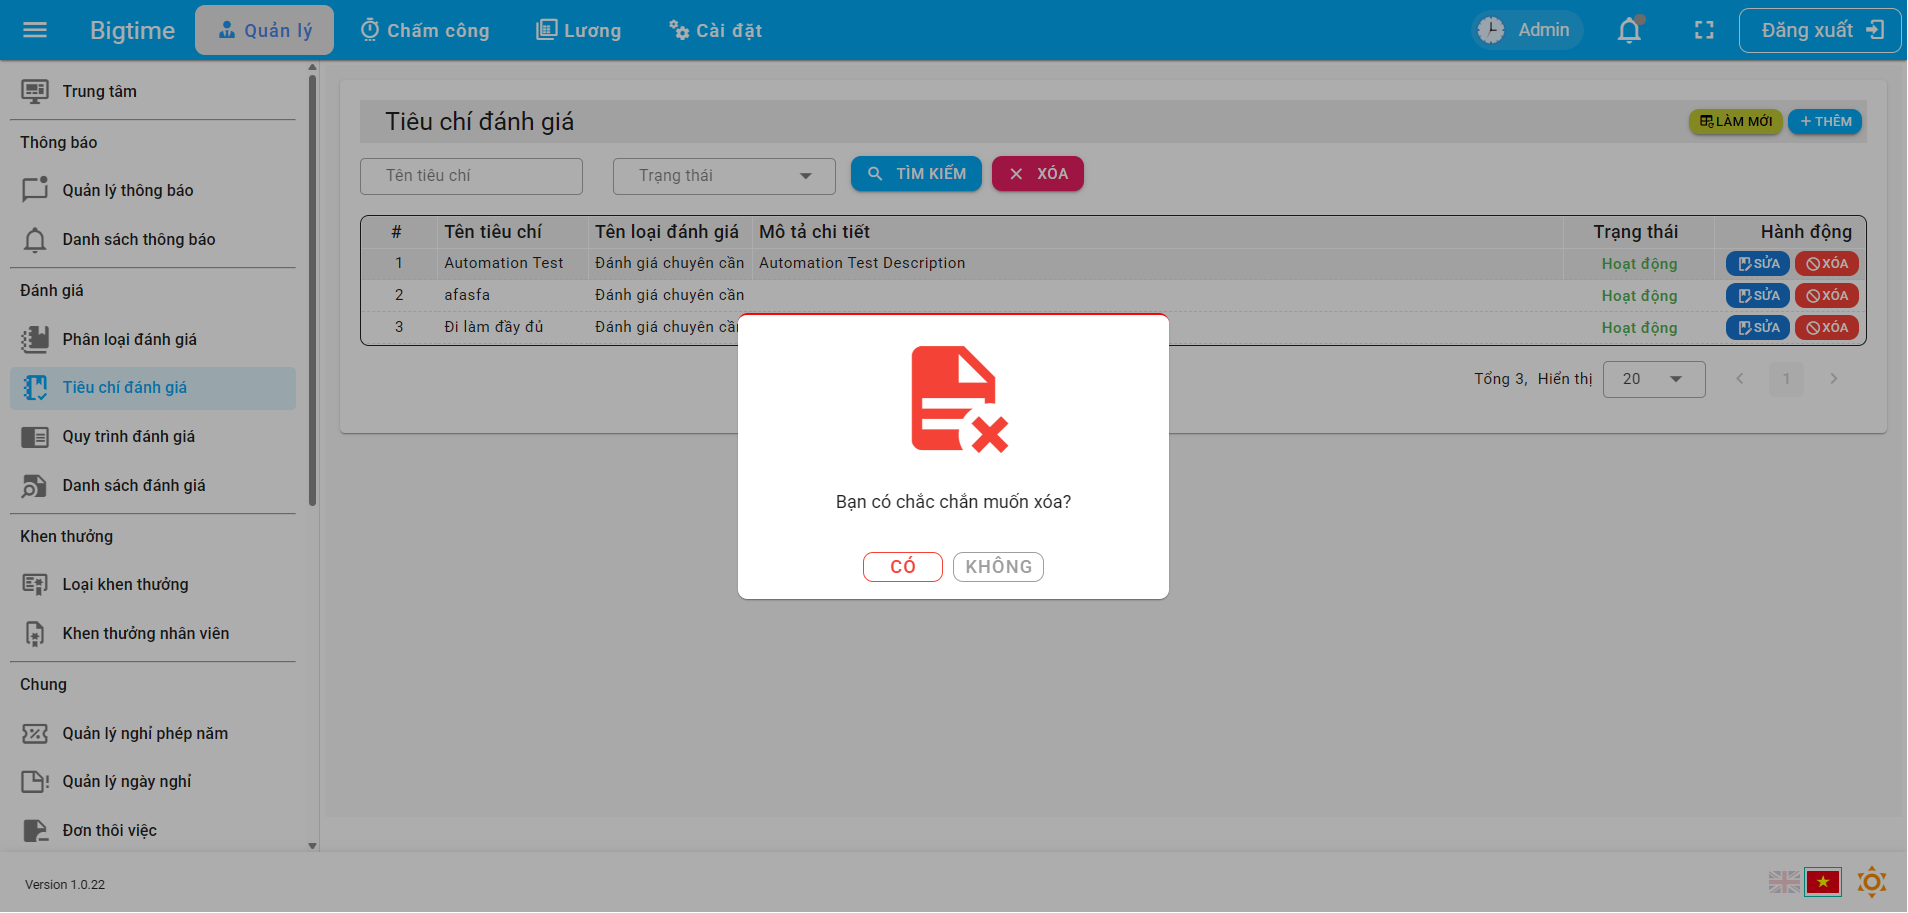 Bigtime
Quản lý
Chấm công
Lương
Cài đặt
Admin
Đăng xuất
Trung tâm
Thông báo
Quản lý thông báo
Danh sách thông báo
Đánh giá
Phân loại đánh giá
Tiêu chí đánh giá
Quy trình đánh giá
Danh sách đánh giá
Khen thưởng
Loại khen thưởng
Khen thưởng nhân viên
Chung
Quản lý nghỉ phép năm
Quản lý ngày nghỉ
Đơn thôi việc
Tiêu chí đánh giá
LÀM MỚI
+ THÊM
Tên tiêu chí
Trạng thái
TÌM KIẾM
XÓA
# Tên tiêu chí Tên loại đánh giá Mô tả chi tiết Trạng thái Hành động
1 Automation Test Đánh giá chuyên cần Automation Test Description Hoạt động SỬA XÓA
2 afasfa Đánh giá chuyên cần Hoạt động SỬA XÓA
3 Đi làm đầy đủ Đánh giá chuyên cần Hoạt động SỬA XÓA
Tổng 3, Hiển thị 20 1
Bạn có chắc chắn muốn xóa?
CÓ
KHÔNG
Version 1.0.22